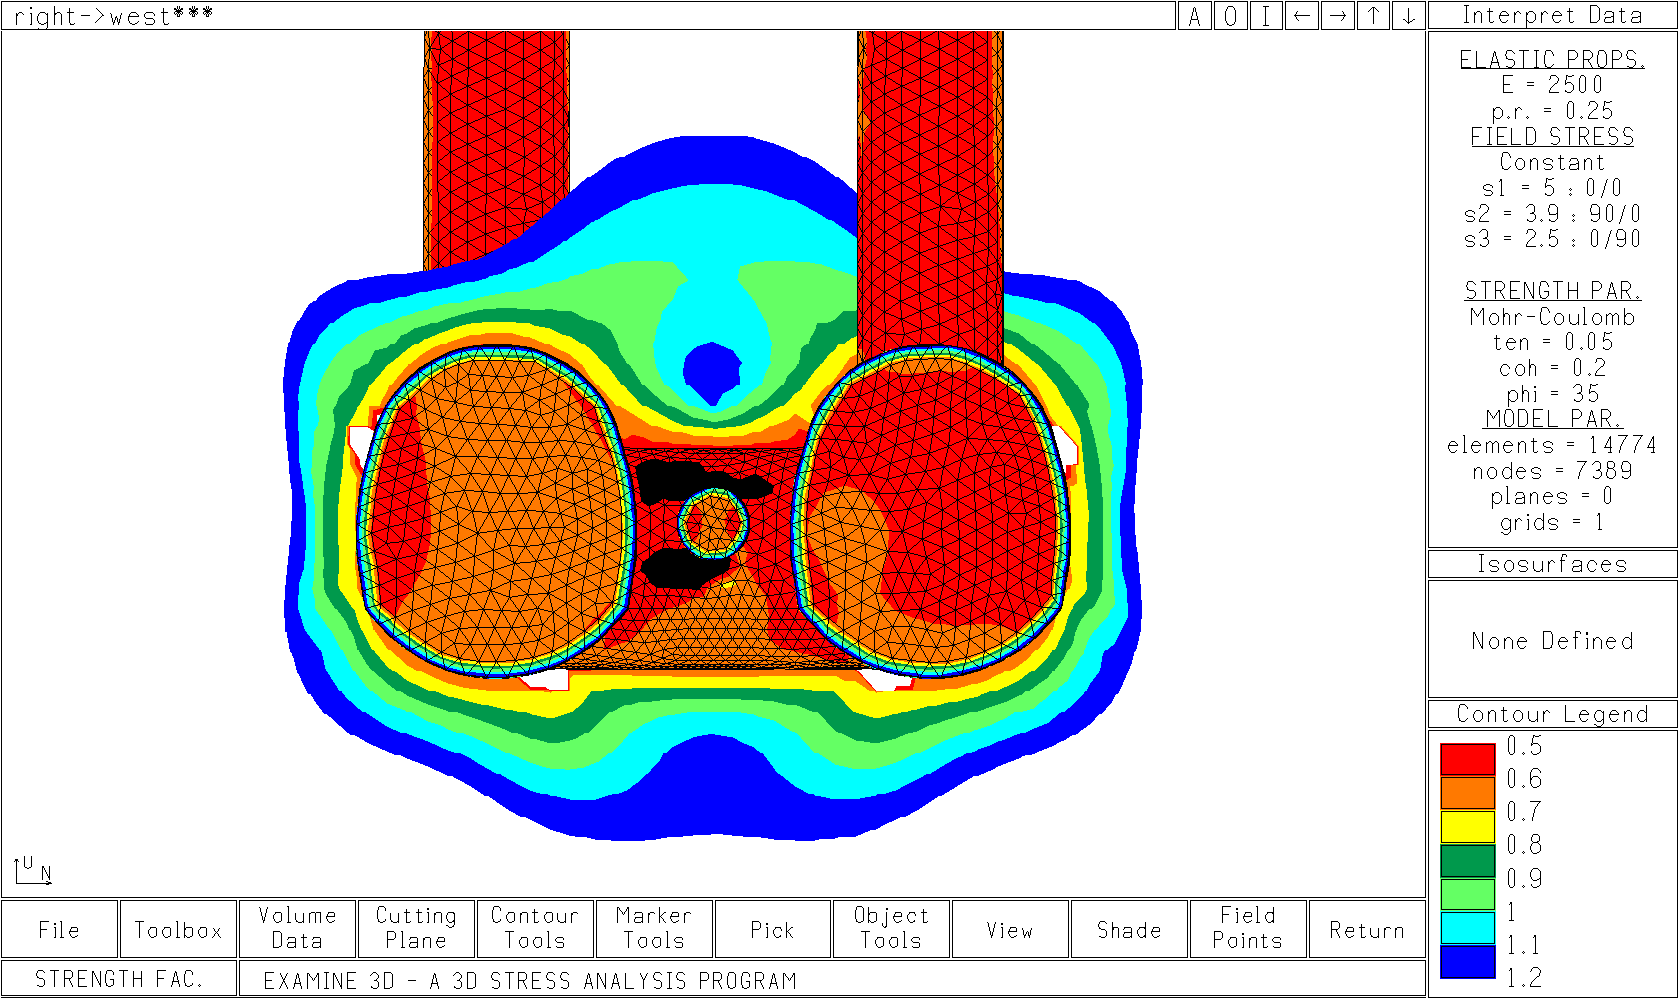 right->west***
A O I ← → ↑ ↓
Interpret Data
ELASTIC PROPS.
E = 2500
p.r. = 0.25
FIELD STRESS
Constant
s1 = 5 : 0/0
s2 = 3.9 : 90/0
s3 = 2.5 : 0/90
STRENGTH PAR.
Mohr-Coulomb
ten = 0.05
coh = 0.2
phi = 35
MODEL PAR.
elements = 14774
nodes = 7389
planes = 0
grids = 1
Isosurfaces
None Defined
Contour Legend
0.5
0.6
0.7
0.8
0.9
1
1.1
1.2
U
N
File
Toolbox
Volume
Data
Cutting
Plane
Contour
Tools
Marker
Tools
Pick
Object
Tools
View
Shade
Field
Points
Return
STRENGTH FAC.
EXAMINE 3D - A 3D STRESS ANALYSIS PROGRAM